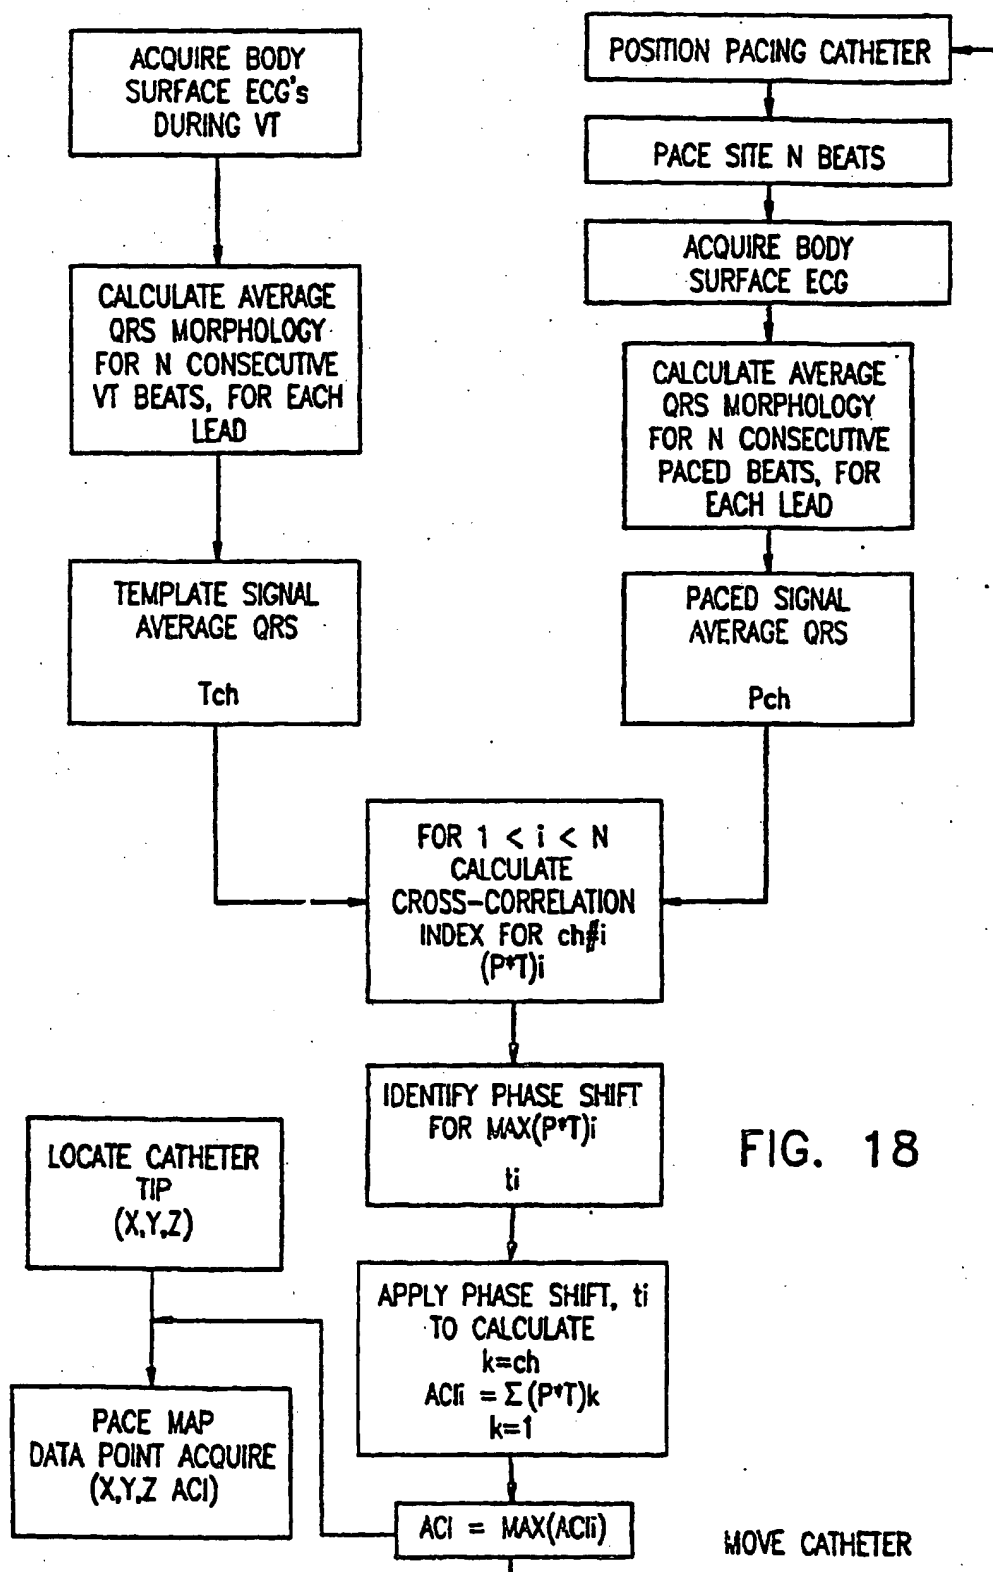 ACQUIRE BODY
SURFACE ECG's
DURING VT
CALCULATE AVERAGE
QRS MORPHOLOGY
FOR N CONSECUTIVE
VT BEATS, FOR EACH
LEAD
TEMPLATE SIGNAL
AVERAGE QRS
Tch
POSITION PACING CATHETER
PACE SITE N BEATS
ACQUIRE BODY
SURFACE ECG
CALCULATE AVERAGE
QRS MORPHOLOGY
FOR N CONSECUTIVE
PACED BEATS, FOR
EACH LEAD
PACED SIGNAL
AVERAGE QRS
Pch
FOR 1 < i < N
CALCULATE
CROSS-CORRELATION
INDEX FOR ch#i
(P*T)i
IDENTIFY PHASE SHIFT
FOR MAX(P*T)i
ti
APPLY PHASE SHIFT, ti
TO CALCULATE
k=ch
ACIi = Σ(P*T)k
k=1
ACI = MAX(ACIi)
LOCATE CATHETER
TIP
(X,Y,Z)
PACE MAP
DATA POINT ACQUIRE
(X,Y,Z ACI)
FIG. 18
MOVE CATHETER